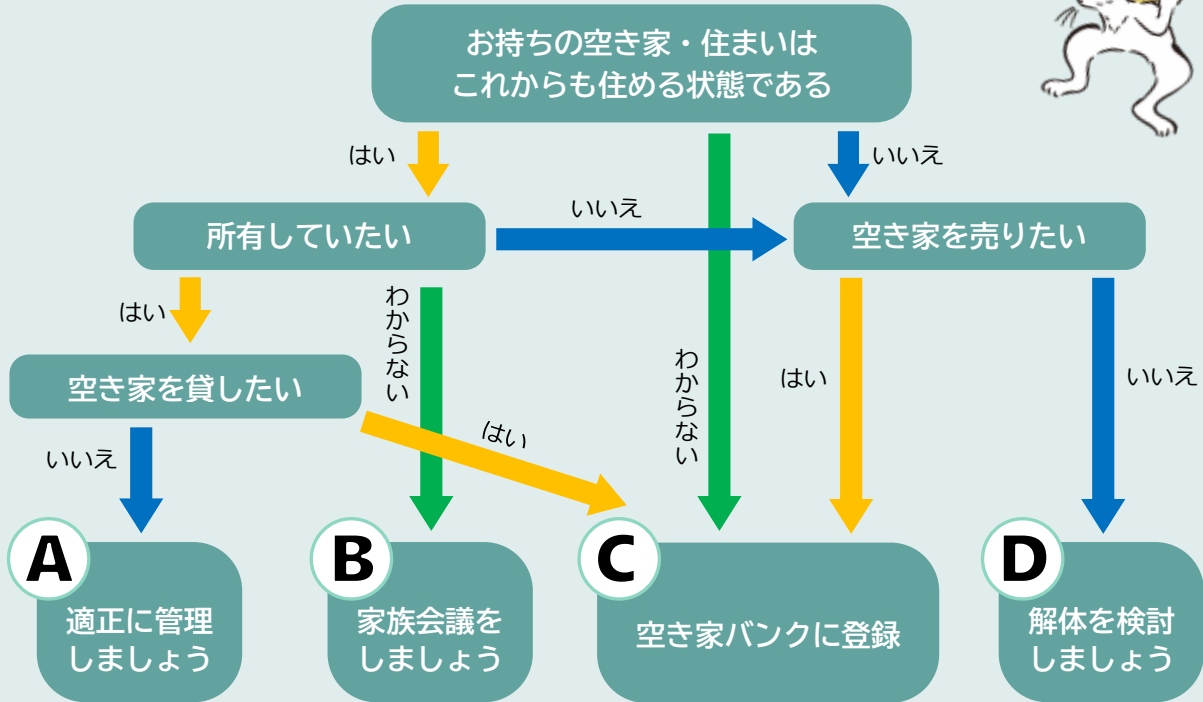 お持ちの空き家・住まいは
これからも住める状態である
はい
いいえ
所有していたい
いいえ
空き家を売りたい
はい
わからない
わからない
はい
いいえ
空き家を貸したい
はい
いいえ
A
適正に管理
しましょう
B
家族会議を
しましょう
C
空き家バンクに登録
D
解体を検討
しましょう